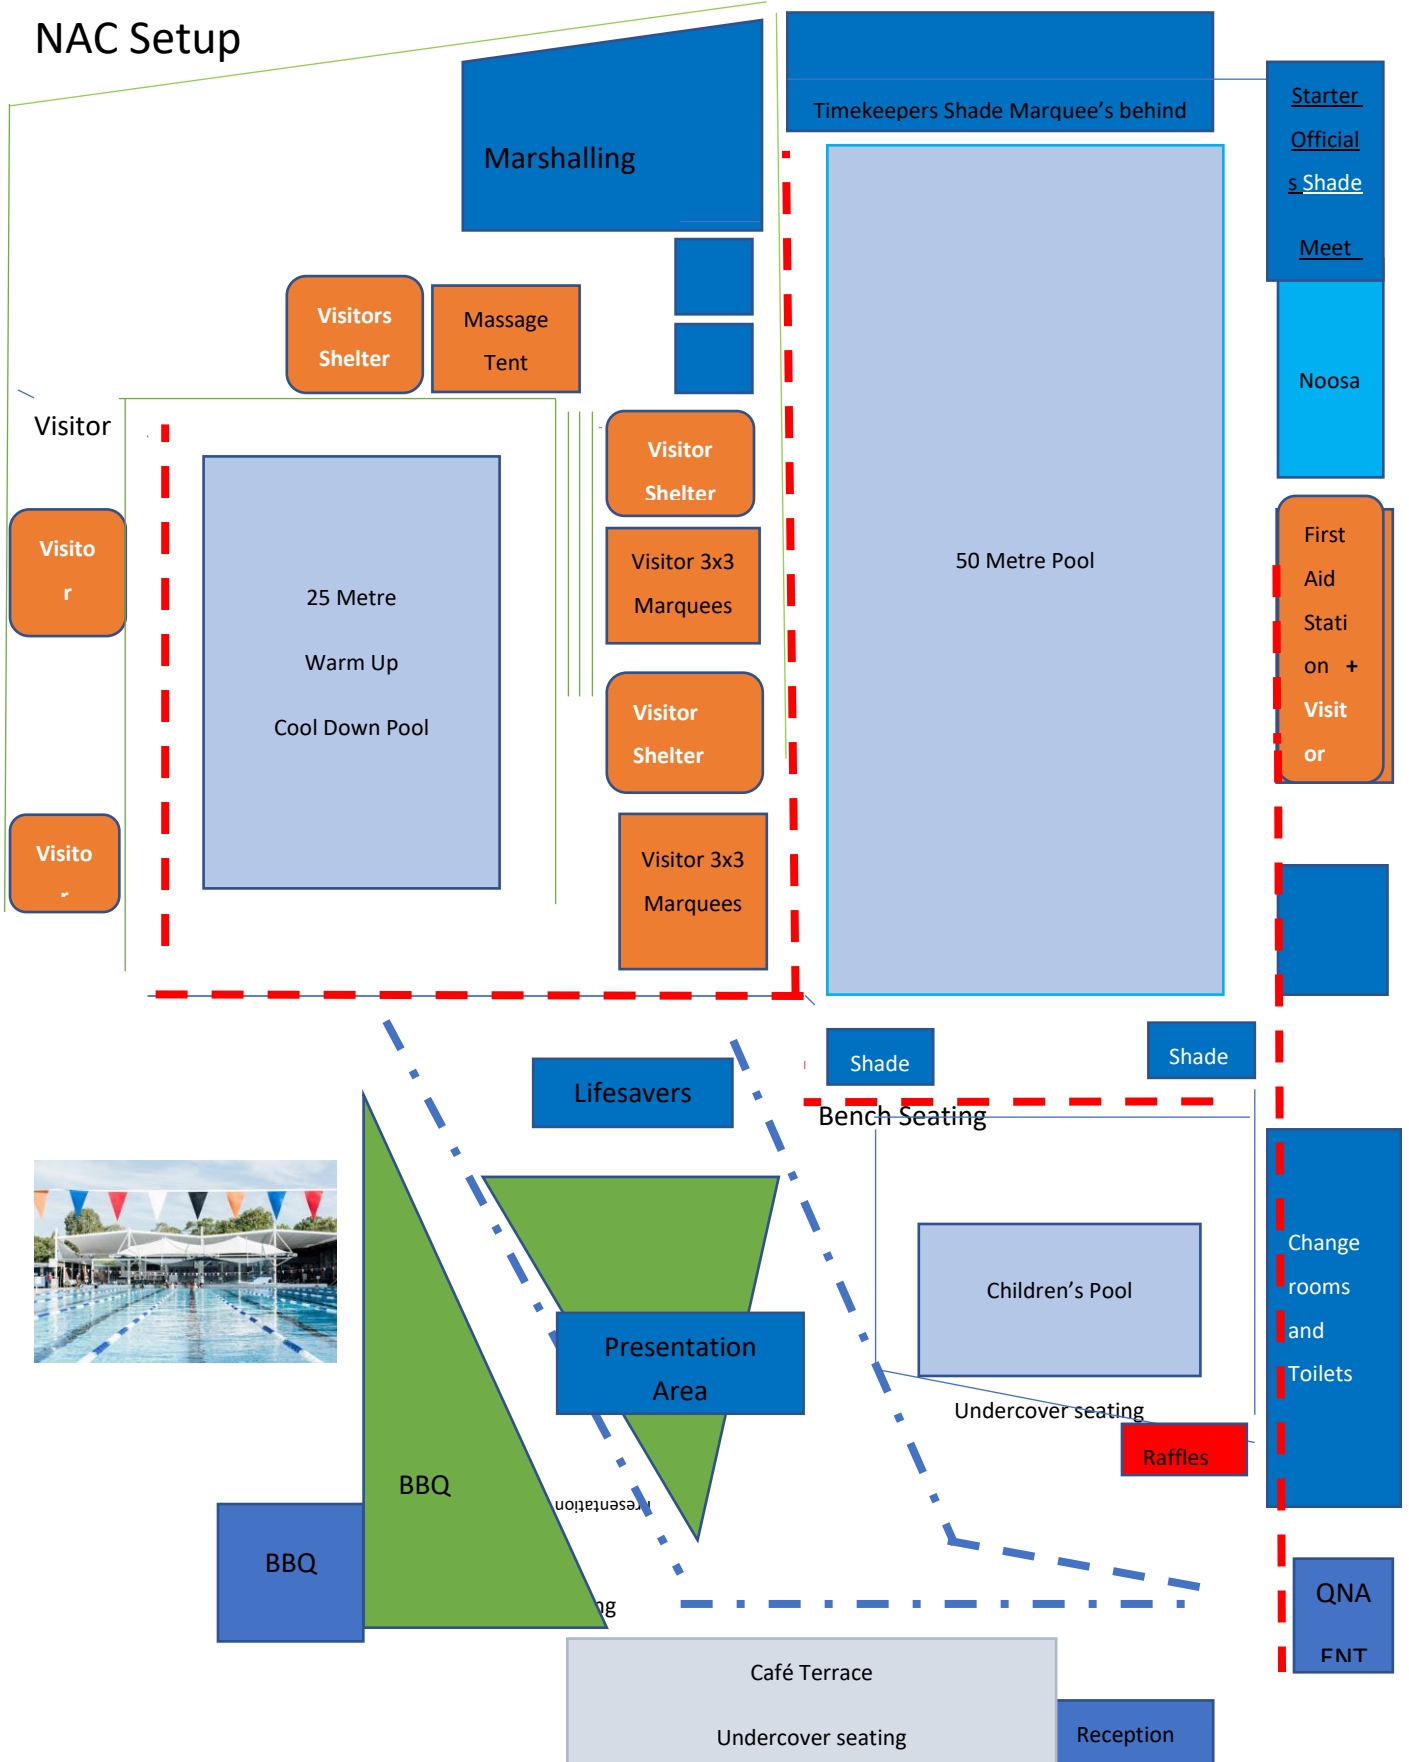 NAC Setup
Timekeepers Shade Marquee’s behind
Starter
Official
s Shade
Meet
Marshalling
Visitors
Shelter
Massage
Tent
Noosa
Visitor
Visitor
Shelter
Visito
r
Visitor 3x3
Marquees
50 Metre Pool
First
Aid
Stati
on +
Visit
or
25 Metre
Warm Up
Cool Down Pool
Visitor
Shelter
Visito
r
Visitor 3x3
Marquees
Shade
Shade
Lifesavers
Bench Seating
Change
rooms
and
Toilets
Children’s Pool
Presentation
Area
Undercover seating
Raffles
BBQ
Presentation
BBQ
ng
QNA
ENT
Café Terrace
Undercover seating
Reception